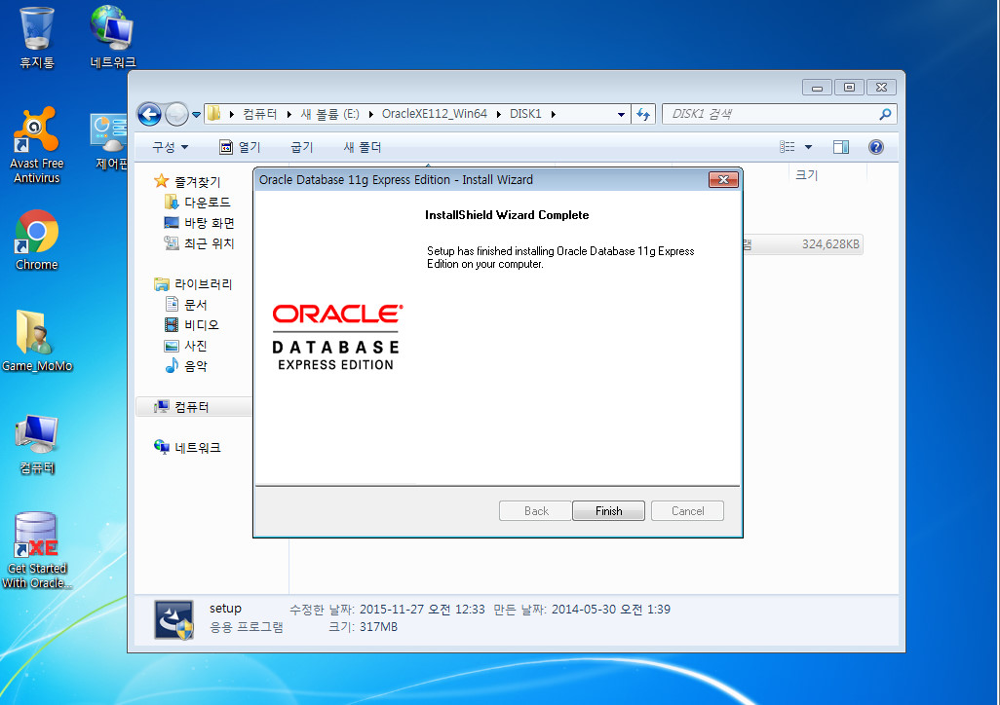 휴지통
네트워크
Avast Free
Antivirus
제어판
Chrome
Game_MoMo
컴퓨터
XE
Get Started
With Oracle...
컴퓨터
새 볼륨 (E:)
OracleXE112_Win64
DISK1
DISK1 검색
구성
열기
굽기
새 폴더
크기
324,628KB
즐겨찾기
다운로드
바탕 화면
최근 위치
라이브러리
문서
비디오
사진
음악
컴퓨터
네트워크
Oracle Database 11g Express Edition - Install Wizard
InstallShield Wizard Complete
Setup has finished installing Oracle Database 11g Express
Edition on your computer.
ORACLE®
DATABASE
EXPRESS EDITION
Back
Finish
Cancel
setup
수정한 날짜: 2015-11-27 오전 12:33
만든 날짜: 2014-05-30 오전 1:39
응용 프로그램
크기: 317MB